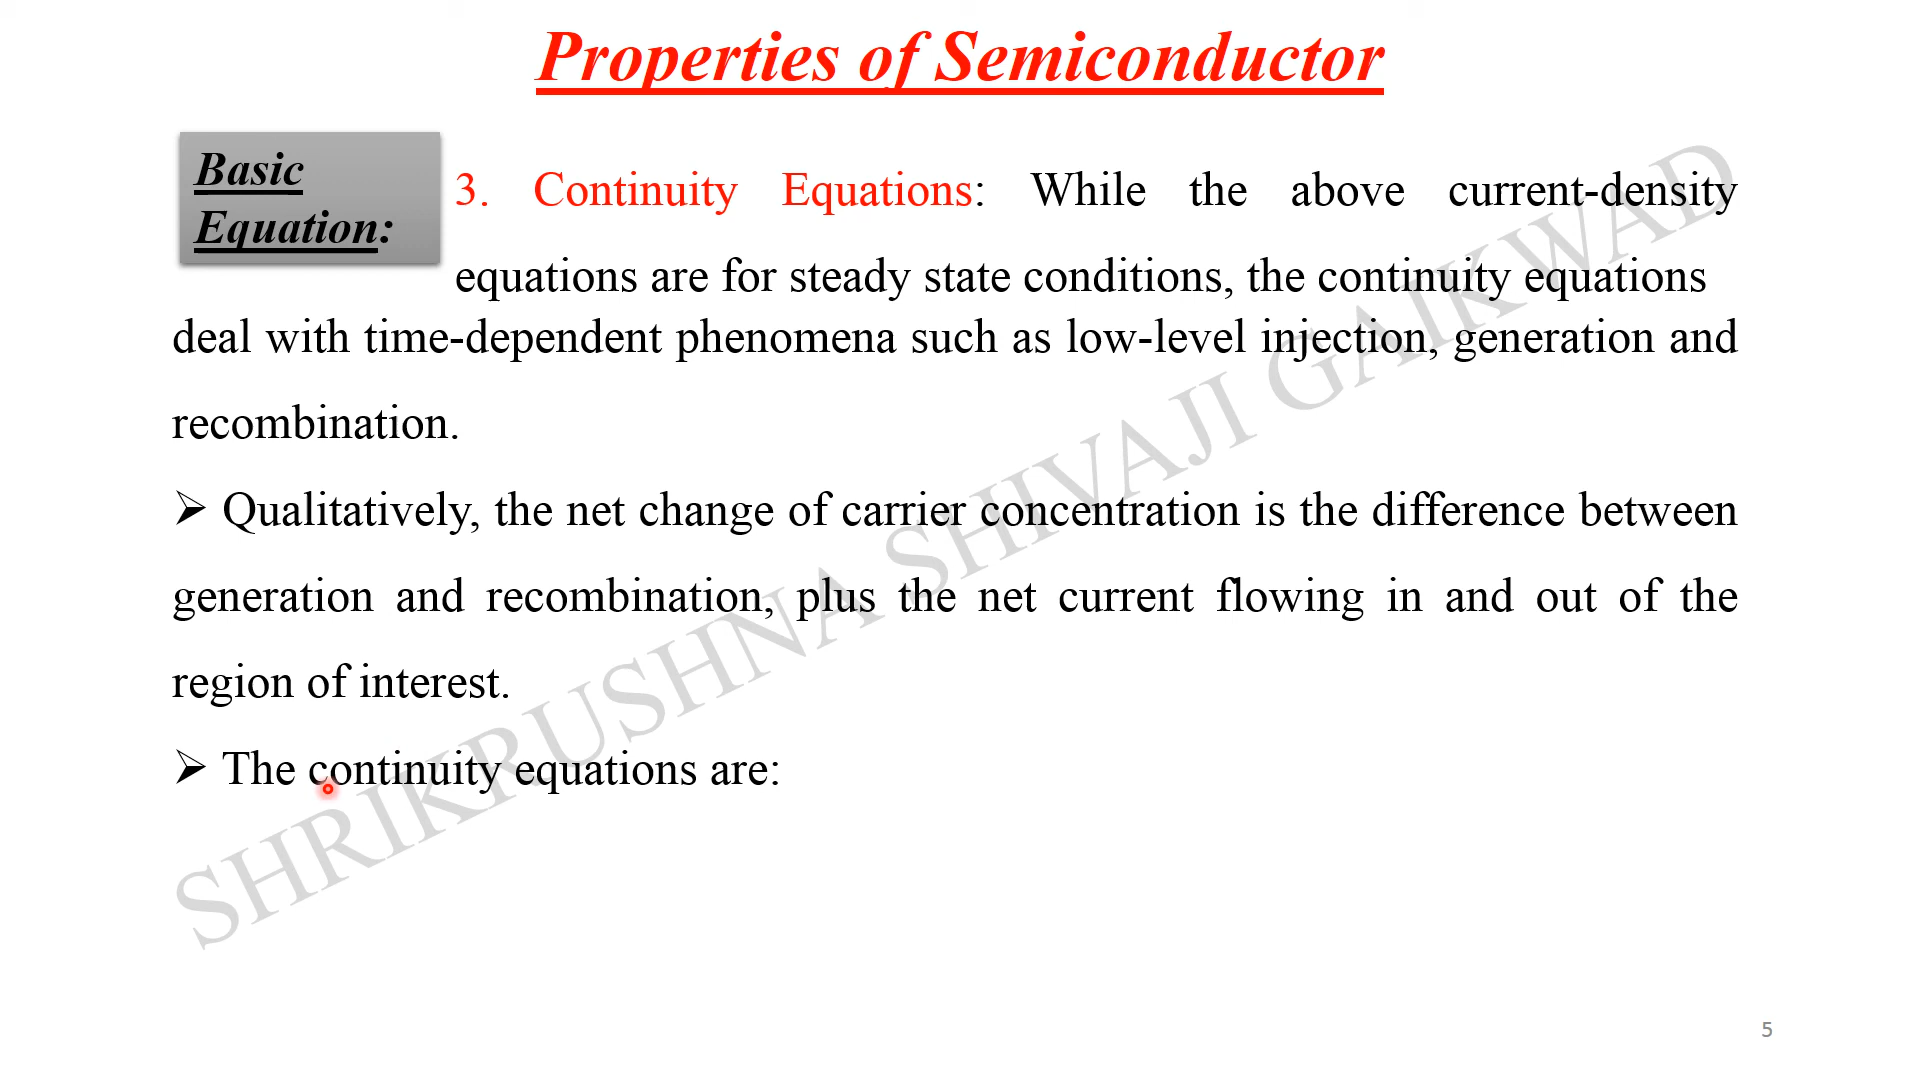 Properties of Semiconductor
Basic
Equation:
3. Continuity Equations: While the above current-density
equations are for steady state conditions, the continuity equations
deal with time-dependent phenomena such as low-level injection, generation and
recombination.
➢ Qualitatively, the net change of carrier concentration is the difference between
generation and recombination, plus the net current flowing in and out of the
region of interest.
➢ The continuity equations are:
SHRIKRUSHNA SHIVAJI GAIKWAD
5